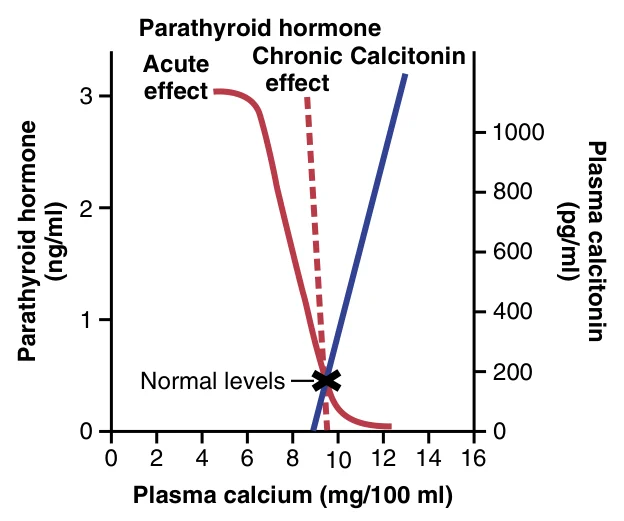 Parathyroid hormone
Acute
effect
Chronic Calcitonin
effect
Parathyroid hormone
(ng/ml)
3
2
1
0
1000
800
600
400
200
0
Plasma calcitonin
(pg/ml)
Normal levels
0 2 4 6 8 10 12 14 16
Plasma calcium (mg/100 ml)